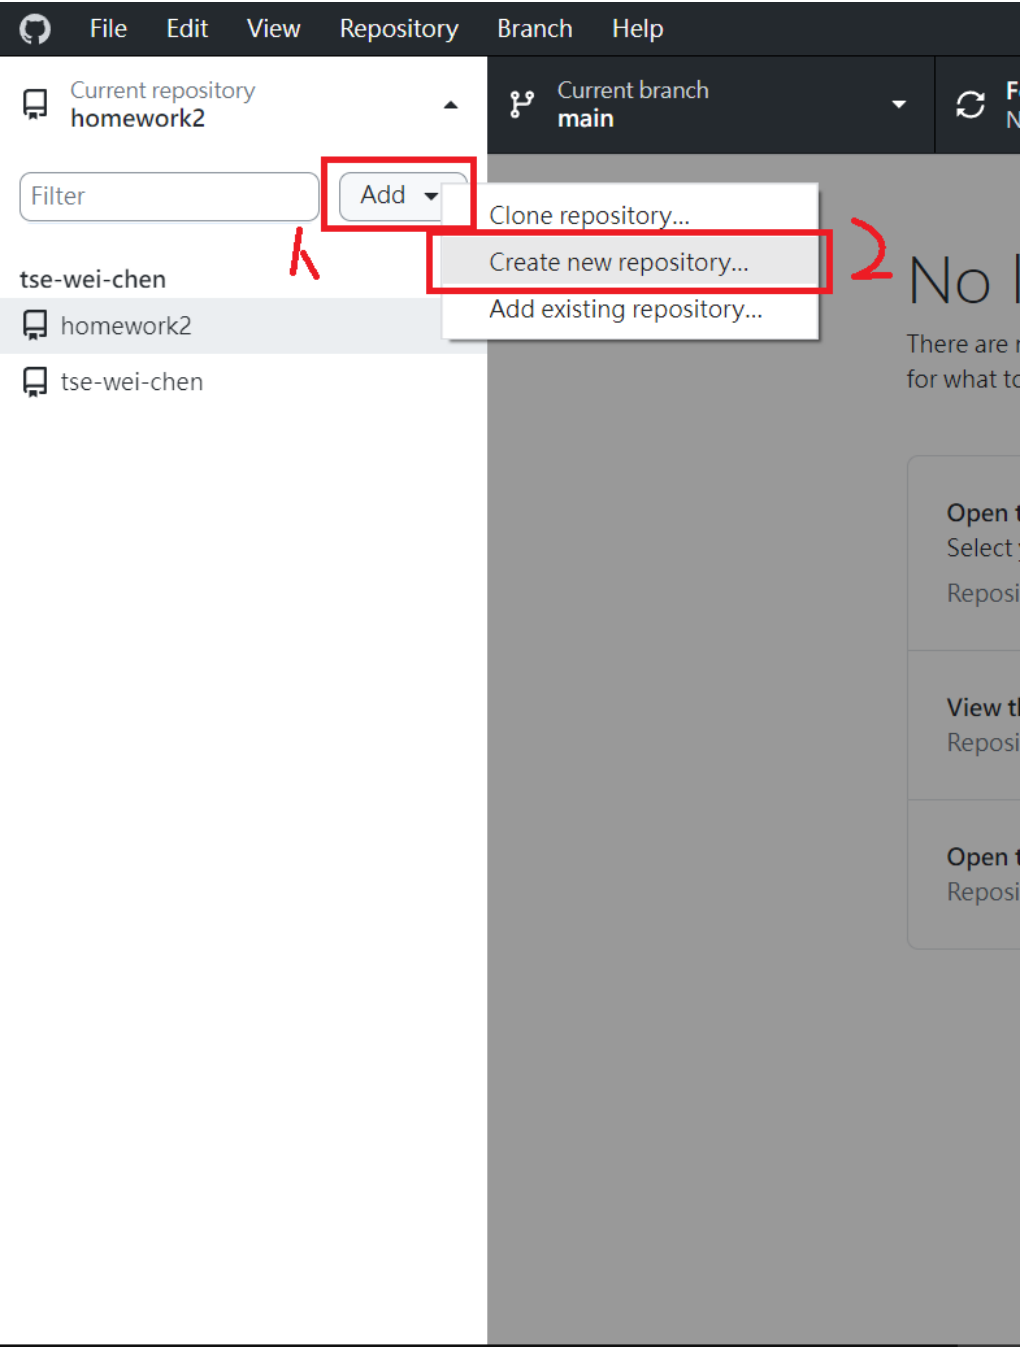 File Edit View Repository Branch Help
Current repository
homework2
Current branch
main
Filter
Add
Clone repository...
Create new repository...
Add existing repository...
2
tse-wei-chen
homework2
tse-wei-chen
No
There are
for what
Open
Select
View
Open